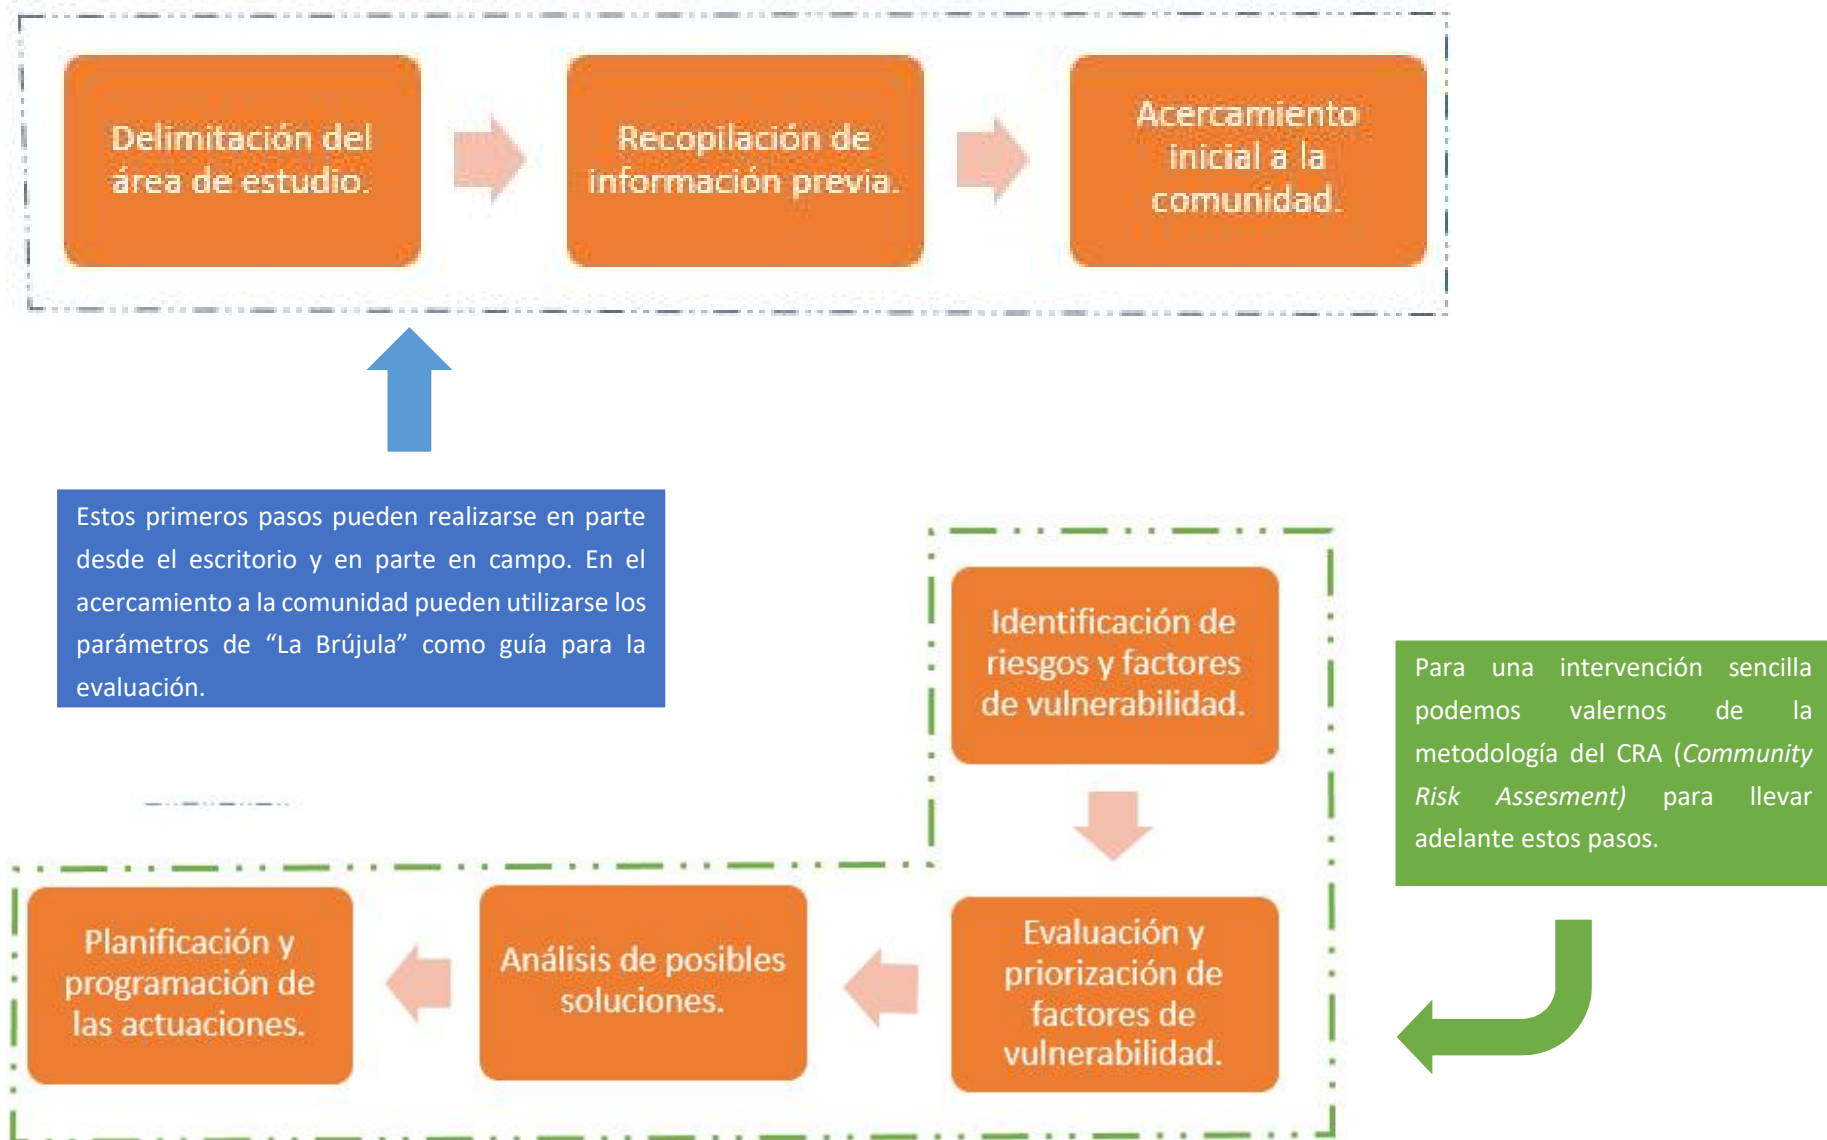 Delimitación del
área de estudio.
Recopilación de
información previa.
Acercamiento
inicial a la
comunidad.
Estos primeros pasos pueden realizarse en parte
desde el escritorio y en parte en campo. En el
acercamiento a la comunidad pueden utilizarse los
parámetros de “La Brújula” como guía para la
evaluación.
Identificación de
riesgos y factores
de vulnerabilidad.
Para una intervención sencilla
podemos valernos de la
metodología del CRA (Community
Risk Assesment) para llevar
adelante estos pasos.
Evaluación y
priorización de
factores de
vulnerabilidad.
Análisis de posibles
soluciones.
Planificación y
programación de
las actuaciones.